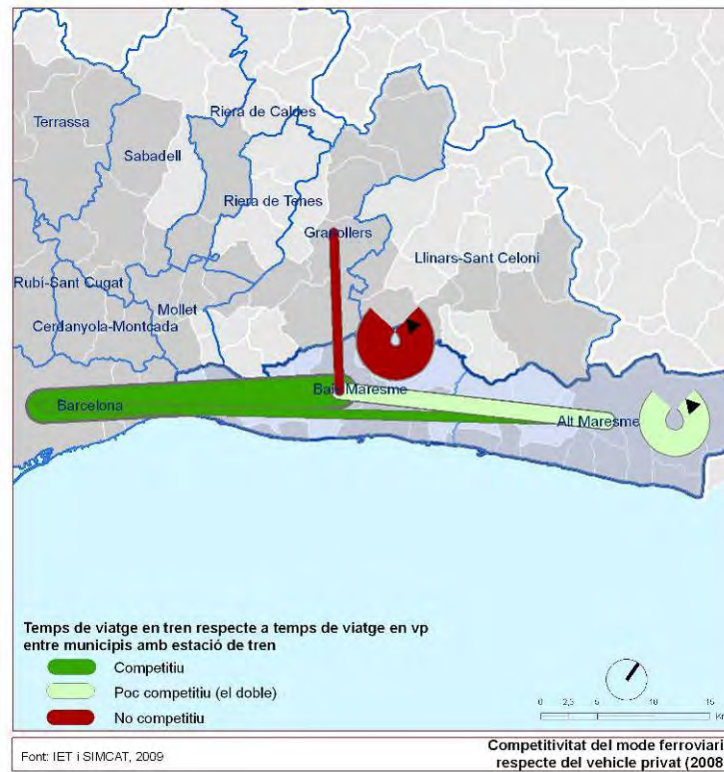 Riera de Caldes
Terrassa
Sabadell
Riera de Tenes
Granollers
Llinars-Sant Celoni
Rubí-Sant Cugat
Mollet
Cerdanyola-Montcada
Baix Maresme
Barcelona
Alt Maresme
Temps de viatge en tren respecte a temps de viatge en vp
entre municipis amb estació de tren
Competitiu
Poc competitiu (el doble)
No competitiu
0 2,5 5 10 15
Km
Font: IET i SIMCAT, 2009
Competitivitat del mode ferroviari
respecte del vehicle privat (2008